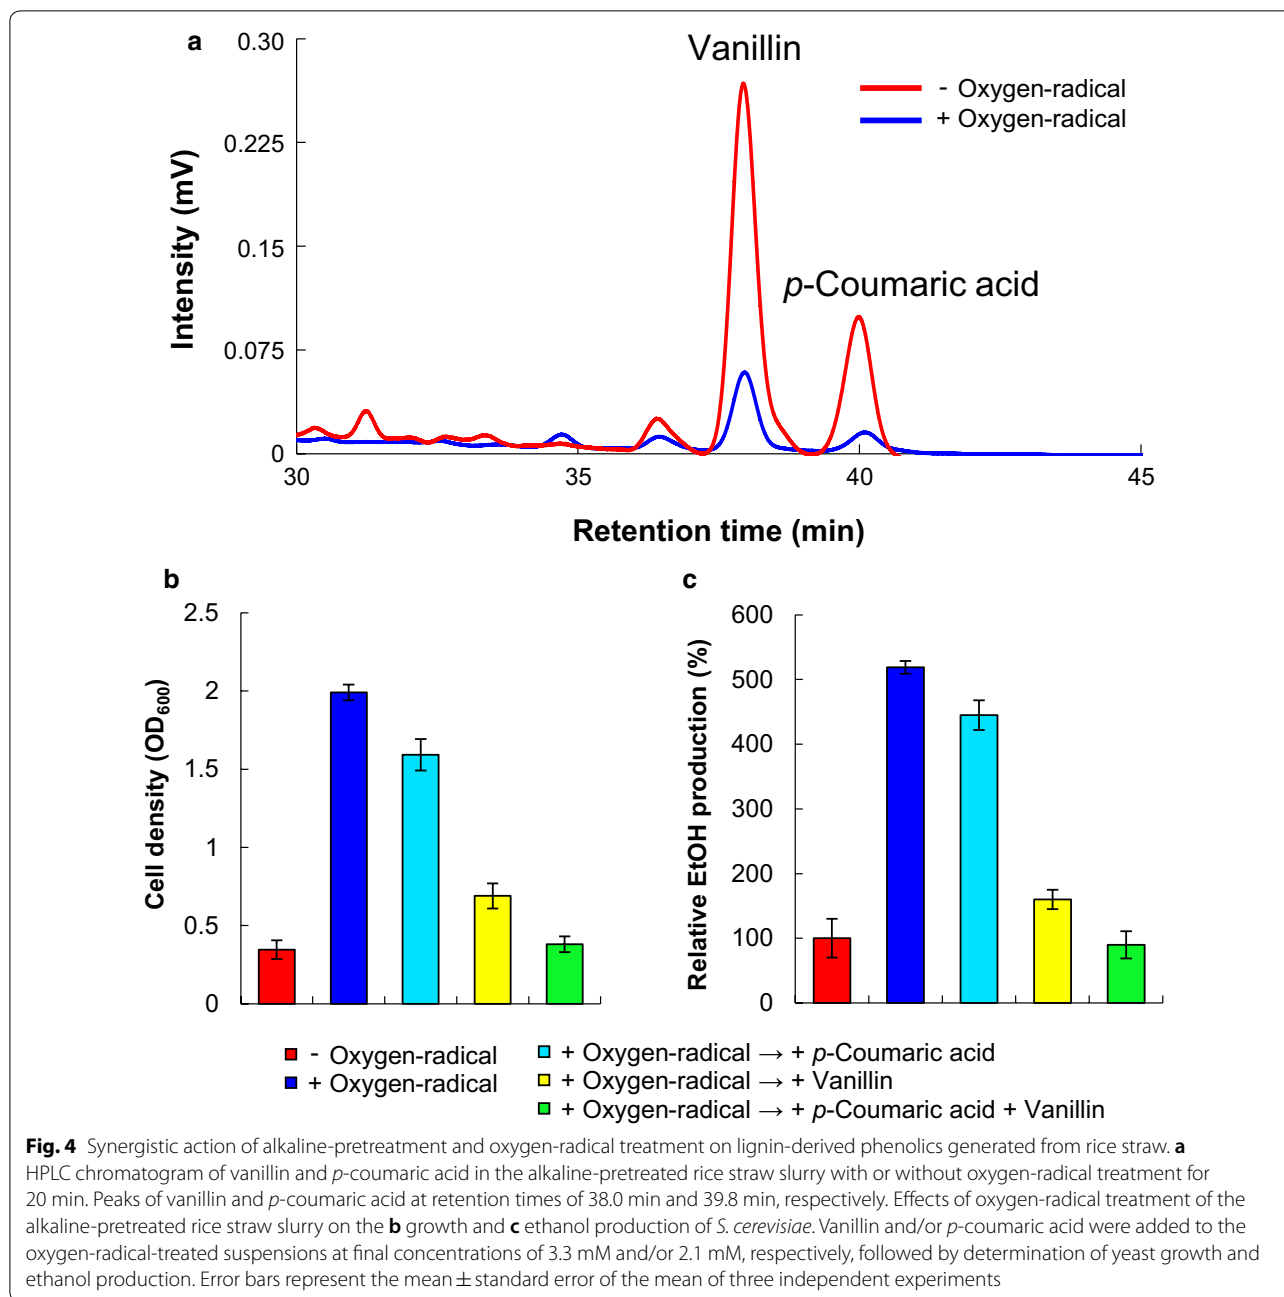 a
0.30
0.225
0.15
0.075
0
Intensity (mV)
Vanillin
p-Coumaric acid
- Oxygen-radical
+ Oxygen-radical
30
35
40
45
Retention time (min)
b
2.5
2
1.5
1
0.5
0
Cell density (OD600)
c
600
500
400
300
200
100
0
Relative EtOH production (%)
- Oxygen-radical
+ Oxygen-radical
+ Oxygen-radical → + p-Coumaric acid
+ Oxygen-radical → + Vanillin
+ Oxygen-radical → + p-Coumaric acid + Vanillin
Fig. 4 Synergistic action of alkaline-pretreatment and oxygen-radical treatment on lignin-derived phenolics generated from rice straw. a
HPLC chromatogram of vanillin and p-coumaric acid in the alkaline-pretreated rice straw slurry with or without oxygen-radical treatment for
20 min. Peaks of vanillin and p-coumaric acid at retention times of 38.0 min and 39.8 min, respectively. Effects of oxygen-radical treatment of the
alkaline-pretreated rice straw slurry on the b growth and c ethanol production of S. cerevisiae. Vanillin and/or p-coumaric acid were added to the
oxygen-radical-treated suspensions at final concentrations of 3.3 mM and/or 2.1 mM, respectively, followed by determination of yeast growth and
ethanol production. Error bars represent the mean ± standard error of the mean of three independent experiments